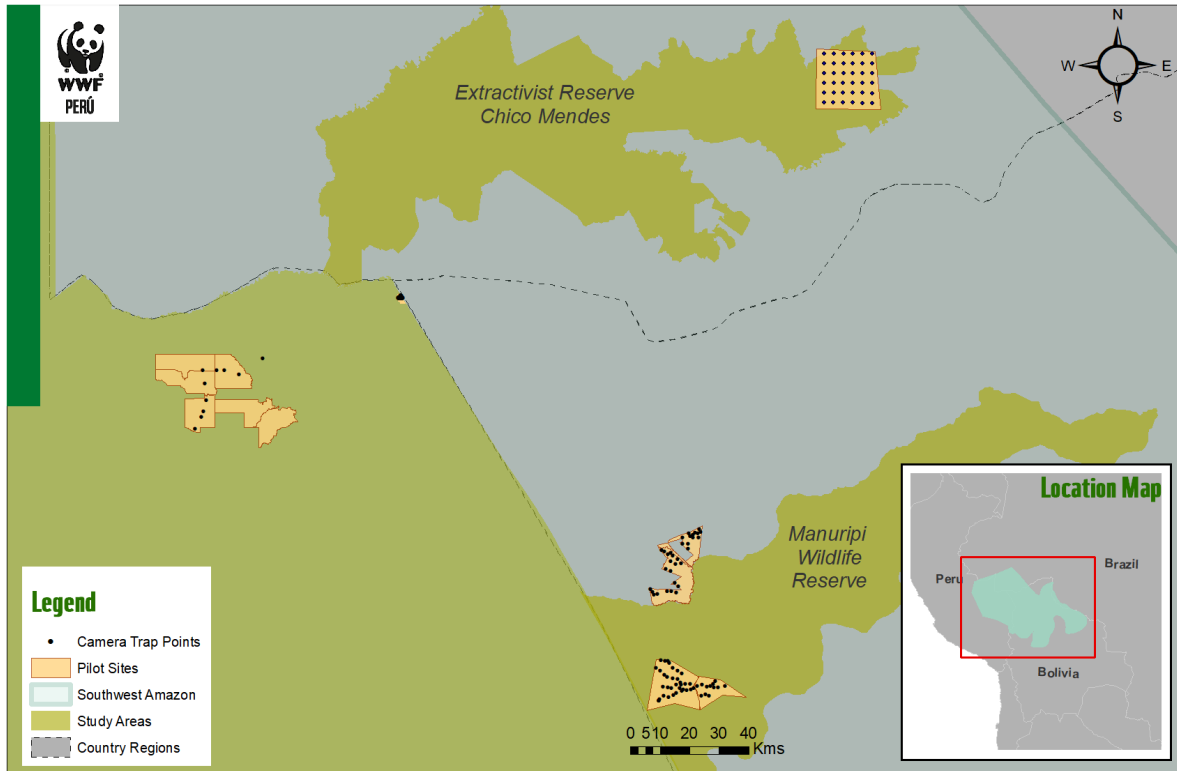 WWF
PERÚ
Extractivist Reserve
Chico Mendes
N
W
E
S
Manuripi
Wildlife
Reserve
Legend
Camera Trap Points
Pilot Sites
Southwest Amazon
Study Areas
Country Regions
0 5 10 20 30 40
Kms
Location Map
Brazil
Peru
Bolivia